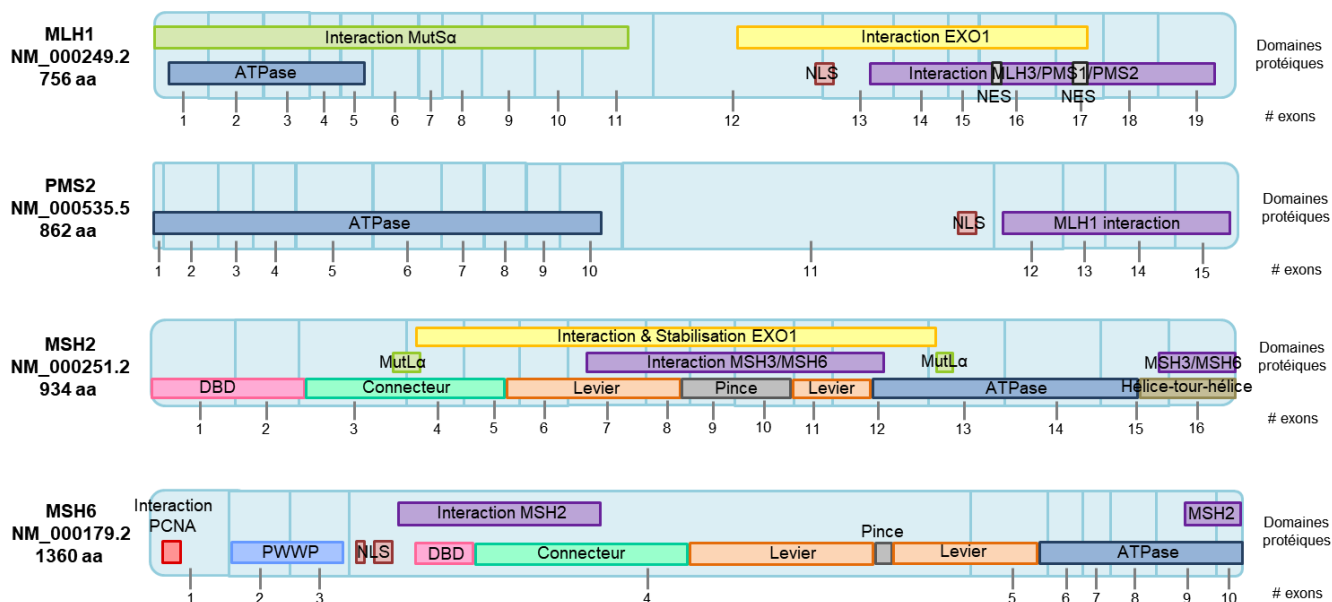 MLH1
NM_000249.2
756 aa
Interaction MutSα
Interaction EXO1
ATPase
NLS
Interaction MLH3/PMS1/PMS2
NES
NES
Domaines
protéiques
1 2 3 4 5 6 7 8 9 10 11 12 13 14 15 16 17 18 19
# exons
PMS2
NM_000535.5
862 aa
ATPase
NLS
MLH1 interaction
Domaines
protéiques
1 2 3 4 5 6 7 8 9 10 11 12 13 14 15
# exons
MSH2
NM_000251.2
934 aa
Interaction & Stabilisation EXO1
MutLα
Interaction MSH3/MSH6
MutLα
MSH3/MSH6
DBD
Connecteur
Levier
Pince
Levier
ATPase
Hélice-tour-hélice
Domaines
protéiques
1 2 3 4 5 6 7 8 9 10 11 12 13 14 15 16
# exons
MSH6
NM_000179.2
1360 aa
Interaction
PCNA
Interaction MSH2
MSH2
PWWP
NLS
DBD
Connecteur
Levier
Pince
Levier
ATPase
Domaines
protéiques
1 2 3 4 5 6 7 8 9 10
# exons